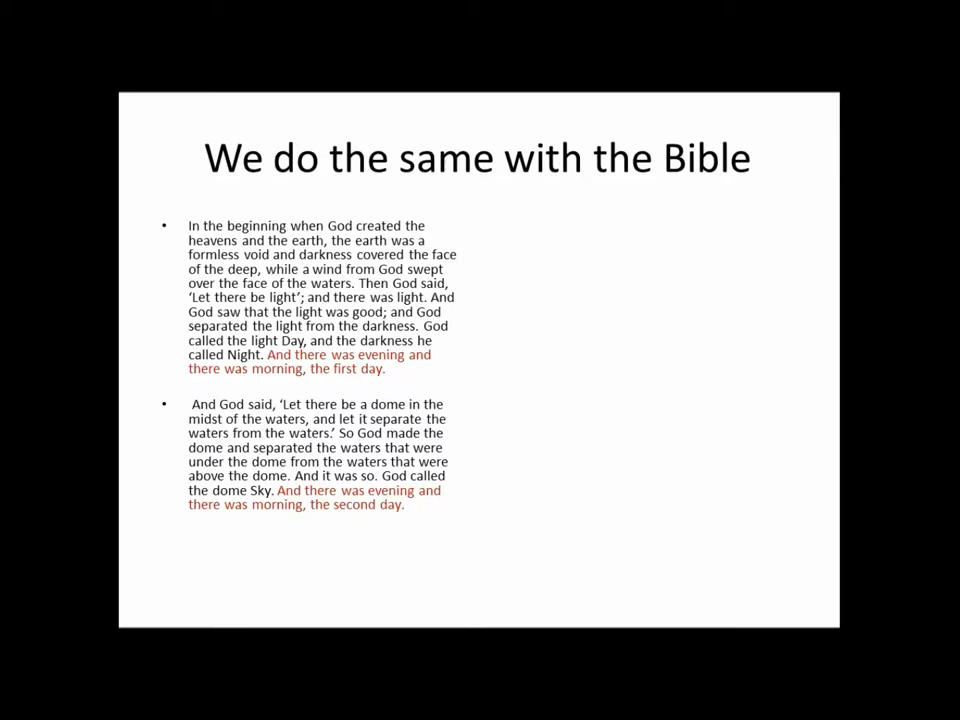 We do the same with the Bible
• In the beginning when God created the
heavens and the earth, the earth was a
formless void and darkness covered the face
of the deep, while a wind from God swept
over the face of the waters. Then God said,
‘Let there be light’; and there was light. And
God saw that the light was good; and God
separated the light from the darkness. God
called the light Day, and the darkness he
called Night. And there was evening and
there was morning, the first day.
• And God said, ‘Let there be a dome in the
midst of the waters, and let it separate the
waters from the waters.’ So God made the
dome and separated the waters that were
under the dome from the waters that were
above the dome. And it was so. God called
the dome Sky. And there was evening and
there was morning, the second day.